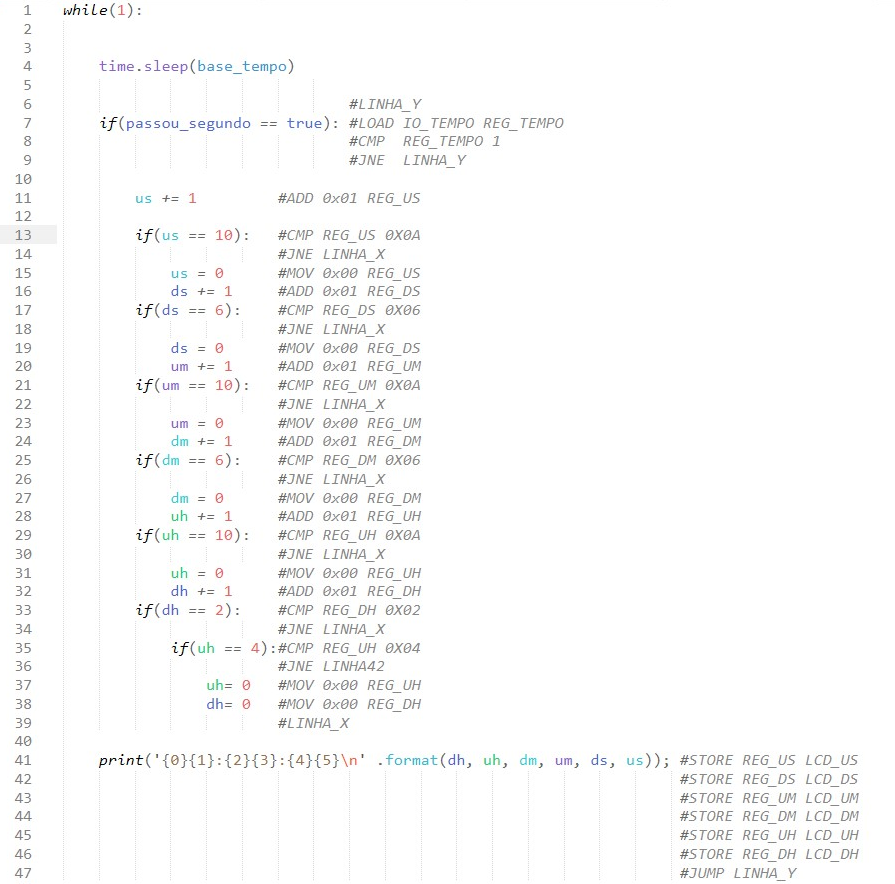 1 while(1):
2
3
4 time.sleep(base_tempo)
5
6 #LINHA_Y
7 if(passou_segundo == true): #LOAD IO_TEMPO REG_TEMPO
8 #CMP REG_TEMPO 1
9 #JNE LINHA_Y
10
11 us += 1 #ADD 0x01 REG_US
12
13 if(us == 10): #CMP REG_US 0X0A
14 #JNE LINHA_X
15 us = 0 #MOV 0x00 REG_US
16 ds += 1 #ADD 0x01 REG_DS
17 if(ds == 6): #CMP REG_DS 0X06
18 #JNE LINHA_X
19 ds = 0 #MOV 0x00 REG_DS
20 um += 1 #ADD 0x01 REG_UM
21 if(um == 10): #CMP REG_UM 0X0A
22 #JNE LINHA_X
23 um = 0 #MOV 0x00 REG_UM
24 dm += 1 #ADD 0x01 REG_DM
25 if(dm == 6): #CMP REG_DM 0X06
26 #JNE LINHA_X
27 dm = 0 #MOV 0x00 REG_DM
28 uh += 1 #ADD 0x01 REG_UH
29 if(uh == 10): #CMP REG_UH 0X0A
30 #JNE LINHA_X
31 uh = 0 #MOV 0x00 REG_UH
32 dh += 1 #ADD 0x01 REG_DH
33 if(dh == 2): #CMP REG_DH 0X02
34 #JNE LINHA_X
35 if(uh == 4):#CMP REG_UH 0X04
36 #JNE LINHA42
37 uh= 0 #MOV 0x00 REG_UH
38 dh= 0 #MOV 0x00 REG_DH
39 #LINHA_X
40
41 print('{0}{1}:{2}{3}:{4}{5}\n' .format(dh, uh, dm, um, ds, us)); #STORE REG_US LCD_US
42 #STORE REG_DS LCD_DS
43 #STORE REG_UM LCD_UM
44 #STORE REG_DM LCD_DM
45 #STORE REG_UH LCD_UH
46 #STORE REG_DH LCD_DH
47 #JUMP LINHA_Y